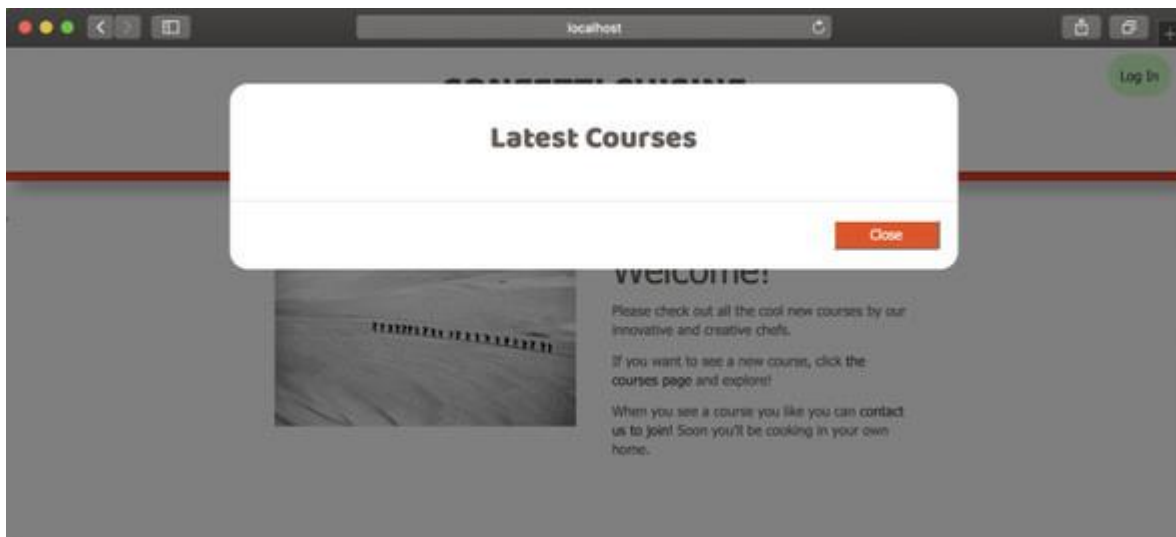 localhost
CONFETTI CUISINE
Log In
Latest Courses
Close
Welcome!
Please check out all the cool new courses by our
innovative and creative chefs.
If you want to see a new course, click the
courses page and explore!
When you see a course you like you can contact
us to join! Soon you'll be cooking in your own
home.